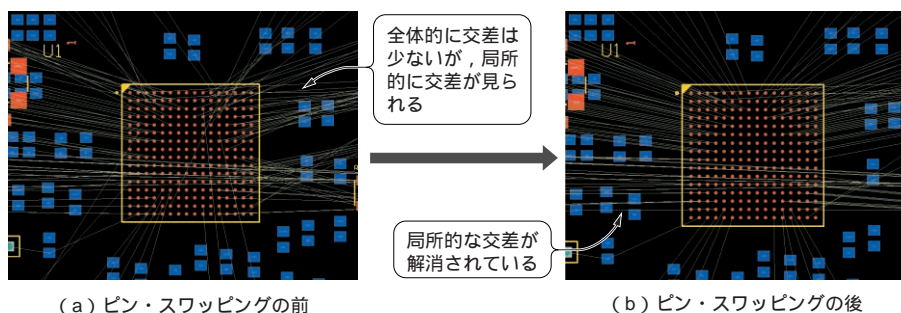 U1
1
全体的に交差は
少ないが，局所
的に交差が見ら
れる
U1
1
局所的な交差が
解消されている
（a）ピン・スワッピングの前
（b）ピン・スワッピングの後